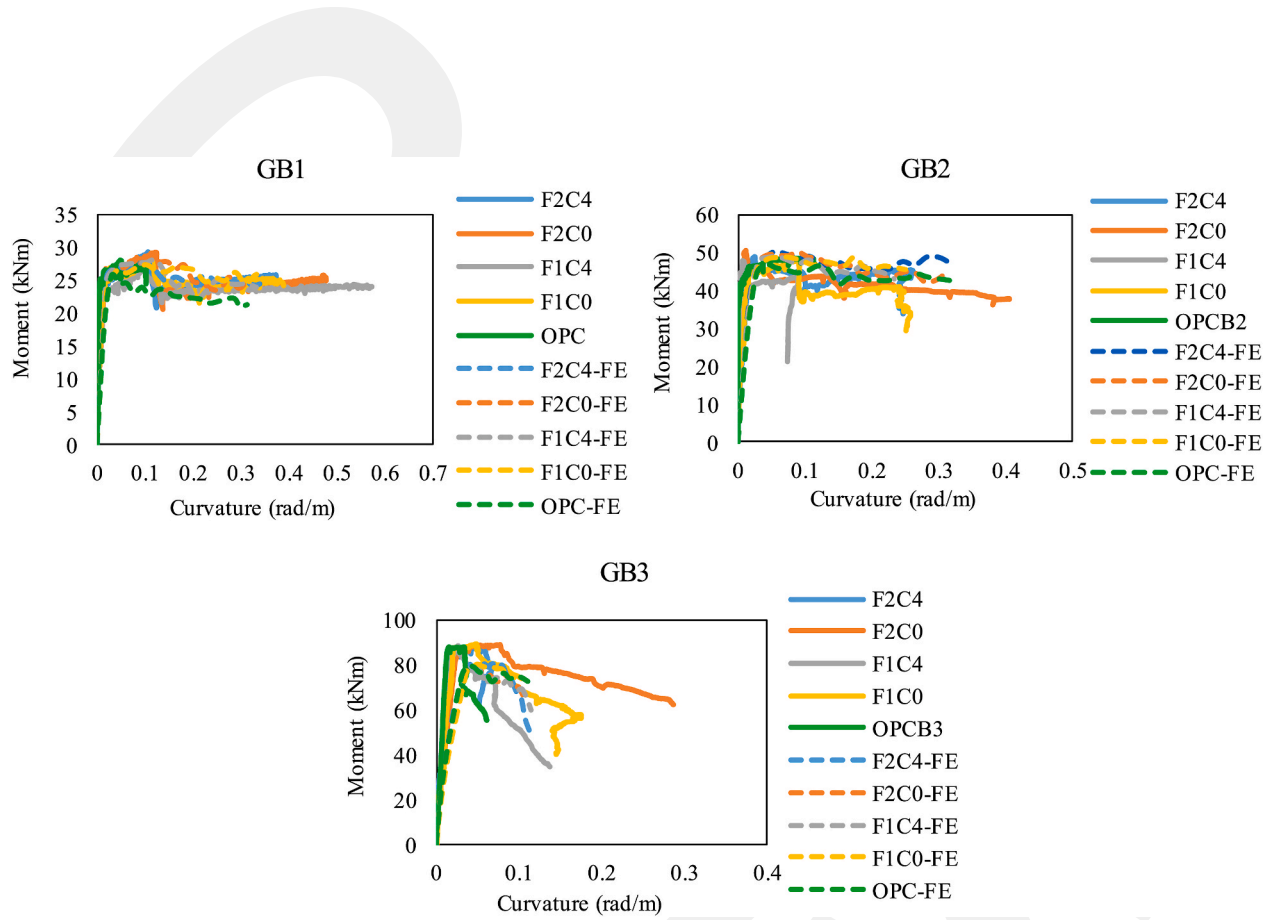 GB1
35
30
25
20
15
10
5
0
Moment (kNm)
0 0.1 0.2 0.3 0.4 0.5 0.6 0.7
Curvature (rad/m)
F2C4
F2C0
F1C4
F1C0
OPC
F2C4-FE
F2C0-FE
F1C4-FE
F1C0-FE
OPC-FE
GB2
60
50
40
30
20
10
0
Moment (kNm)
0 0.1 0.2 0.3 0.4 0.5
Curvature (rad/m)
F2C4
F2C0
F1C4
F1C0
OPCB2
F2C4-FE
F2C0-FE
F1C4-FE
F1C0-FE
OPC-FE
GB3
100
80
60
40
20
0
Moment (kNm)
0 0.1 0.2 0.3 0.4
Curvature (rad/m)
F2C4
F2C0
F1C4
F1C0
OPCB3
F2C4-FE
F2C0-FE
F1C4-FE
F1C0-FE
OPC-FE